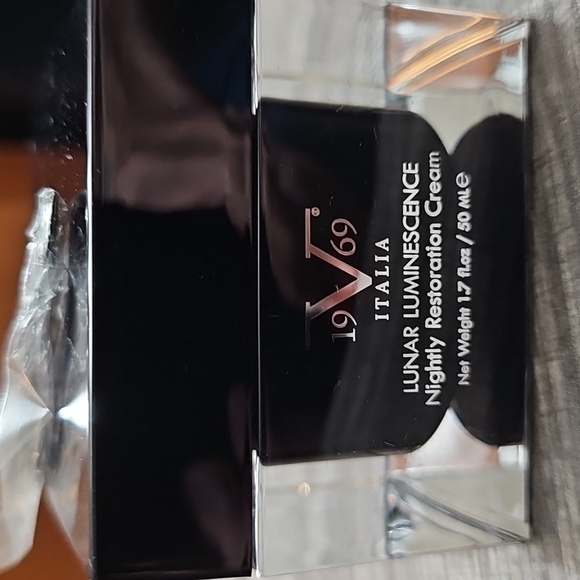 19V69®
ITALIA
LUNAR LUMINESCENCE
Nightly Restoration Cream
Net Weight 1.7 fl.oz / 50 ML℮